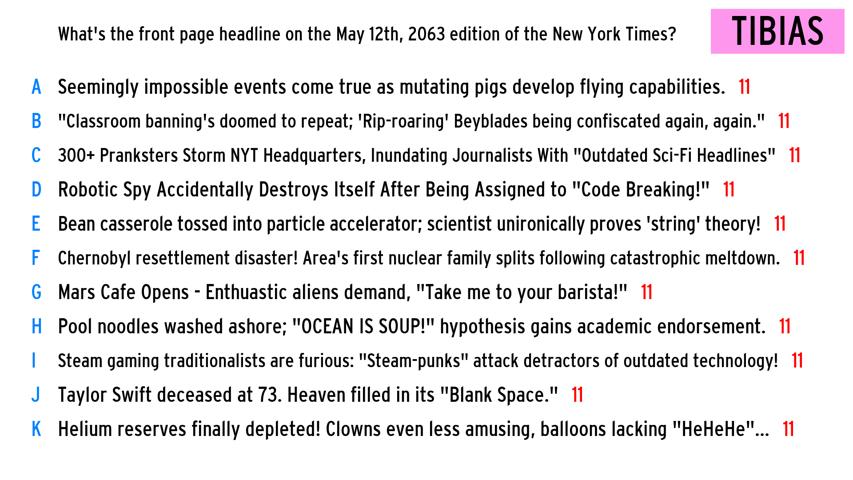 What's the front page headline on the May 12th, 2063 edition of the New York Times?
TIBIAS
A Seemingly impossible events come true as mutating pigs develop flying capabilities. 11
B "Classroom banning's doomed to repeat; 'Rip-roaring' Beyblades being confiscated again, again." 11
C 300+ Pranksters Storm NYT Headquarters, Inundating Journalists With "Outdated Sci-Fi Headlines" 11
D Robotic Spy Accidentally Destroys Itself After Being Assigned to "Code Breaking!" 11
E Bean casserole tossed into particle accelerator; scientist unironically proves 'string' theory! 11
F Chernobyl resettlement disaster! Area's first nuclear family splits following catastrophic meltdown. 11
G Mars Cafe Opens - Enthuastic aliens demand, "Take me to your barista!" 11
H Pool noodles washed ashore; "OCEAN IS SOUP!" hypothesis gains academic endorsement. 11
I Steam gaming traditionalists are furious: "Steam-punks" attack detractors of outdated technology! 11
J Taylor Swift deceased at 73. Heaven filled in its "Blank Space." 11
K Helium reserves finally depleted! Clowns even less amusing, balloons lacking "HeHeHe"... 11